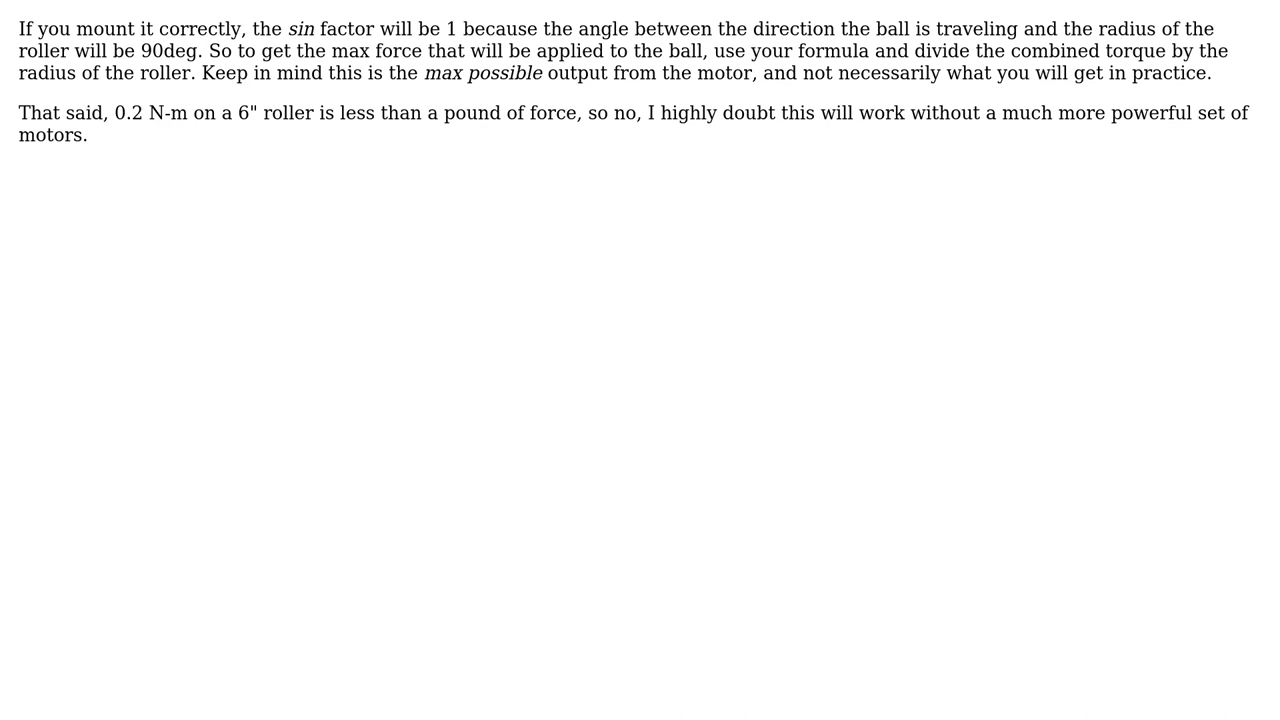 If you mount it correctly, the sin factor will be 1 because the angle between the direction the ball is traveling and the radius of the
roller will be 90deg. So to get the max force that will be applied to the ball, use your formula and divide the combined torque by the
radius of the roller. Keep in mind this is the max possible output from the motor, and not necessarily what you will get in practice.
That said, 0.2 N-m on a 6" roller is less than a pound of force, so no, I highly doubt this will work without a much more powerful set of
motors.